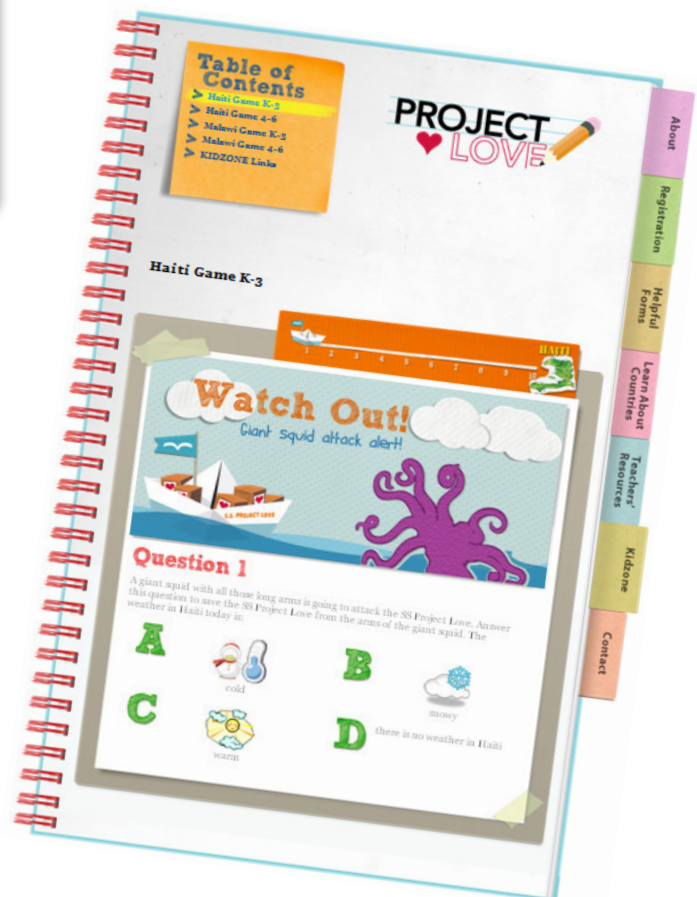 Table of
Contents
Haiti Game K-3
Haiti Game 4-6
Malawi Game K-3
Malawi Game 4-6
KIDZONE Links
PROJECT
LOVE
About
Registration
Helpful
Forms
Learn About
Countries
Teachers'
Resources
Kidzone
Contact
Haiti Game K-3
1 2 3 4 5 6 7 8 9 10
HAITI
Watch Out!
Giant squid attack alert!
S.S. PROJECT LOVE
Question 1
A giant squid with all those long arms is going to attack the SS Project Love. Answer
this question to save the SS Project Love from the arms of the giant squid. The
weather in Haiti today is:
A
cold
B
snowy
C
warm
D
there is no weather in Haiti